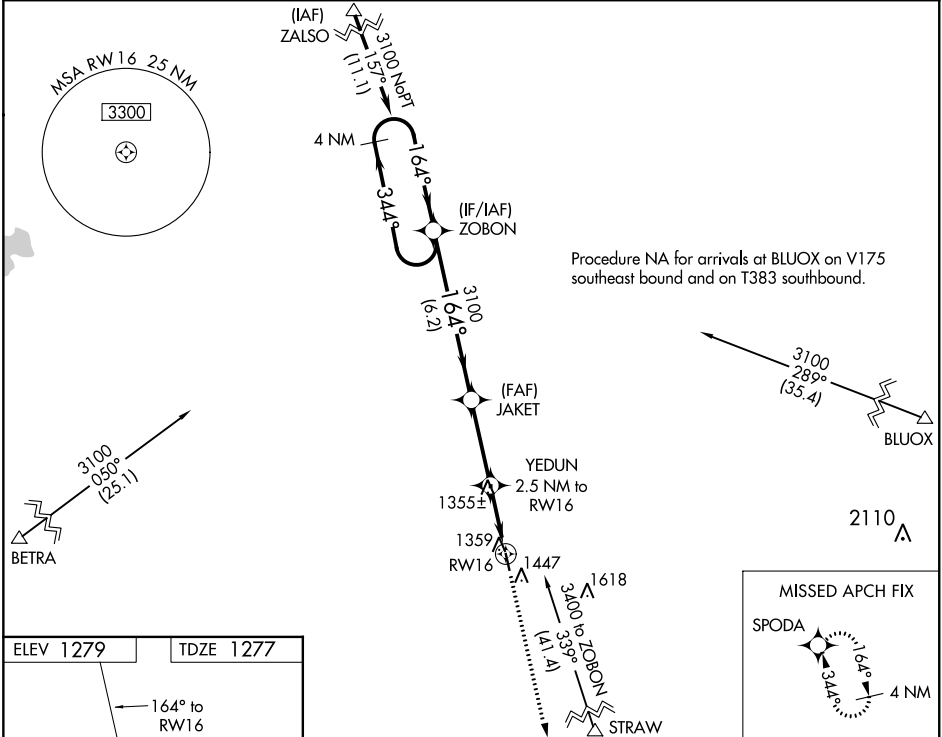 (IAF)
ZALSO
3100 NoPT
157°
(11.1)
MSA RW16 25 NM
3300
4 NM
164°
344°
(IF/IAF)
ZOBON
Procedure NA for arrivals at BLUOX on V175
southeast bound and on T383 southbound.
3100
164°
(6.2)
3100
289°
(35.4)
BLUOX
(FAF)
JAKET
3100
050°
(25.1)
BETRA
YEDUN
2.5 NM to
RW16
1355±
2110
1359
RW16
1447
1618
3400 to ZOBON
339°
(41.4)
STRAW
MISSED APCH FIX
SPODA
164°
344°
4 NM
ELEV 1279
TDZE 1277
164° to
RW16